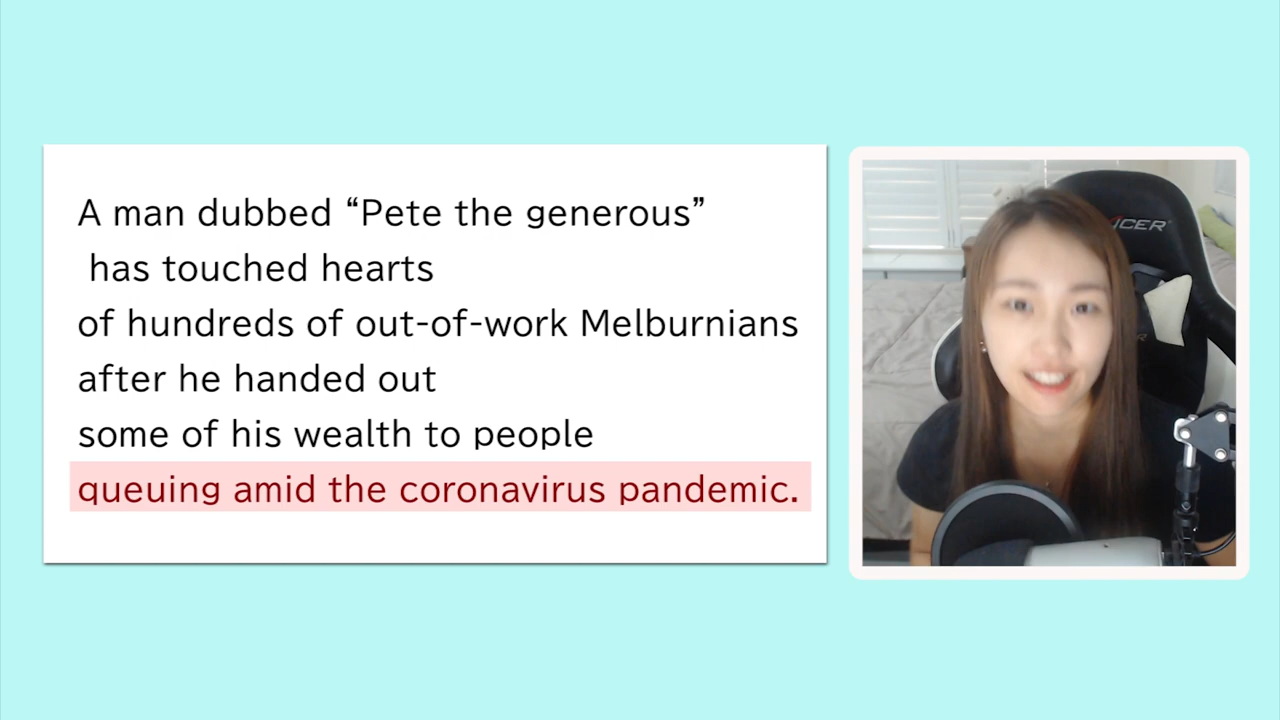 A man dubbed “Pete the generous”
has touched hearts
of hundreds of out-of-work Melburnians
after he handed out
some of his wealth to people
queuing amid the coronavirus pandemic.